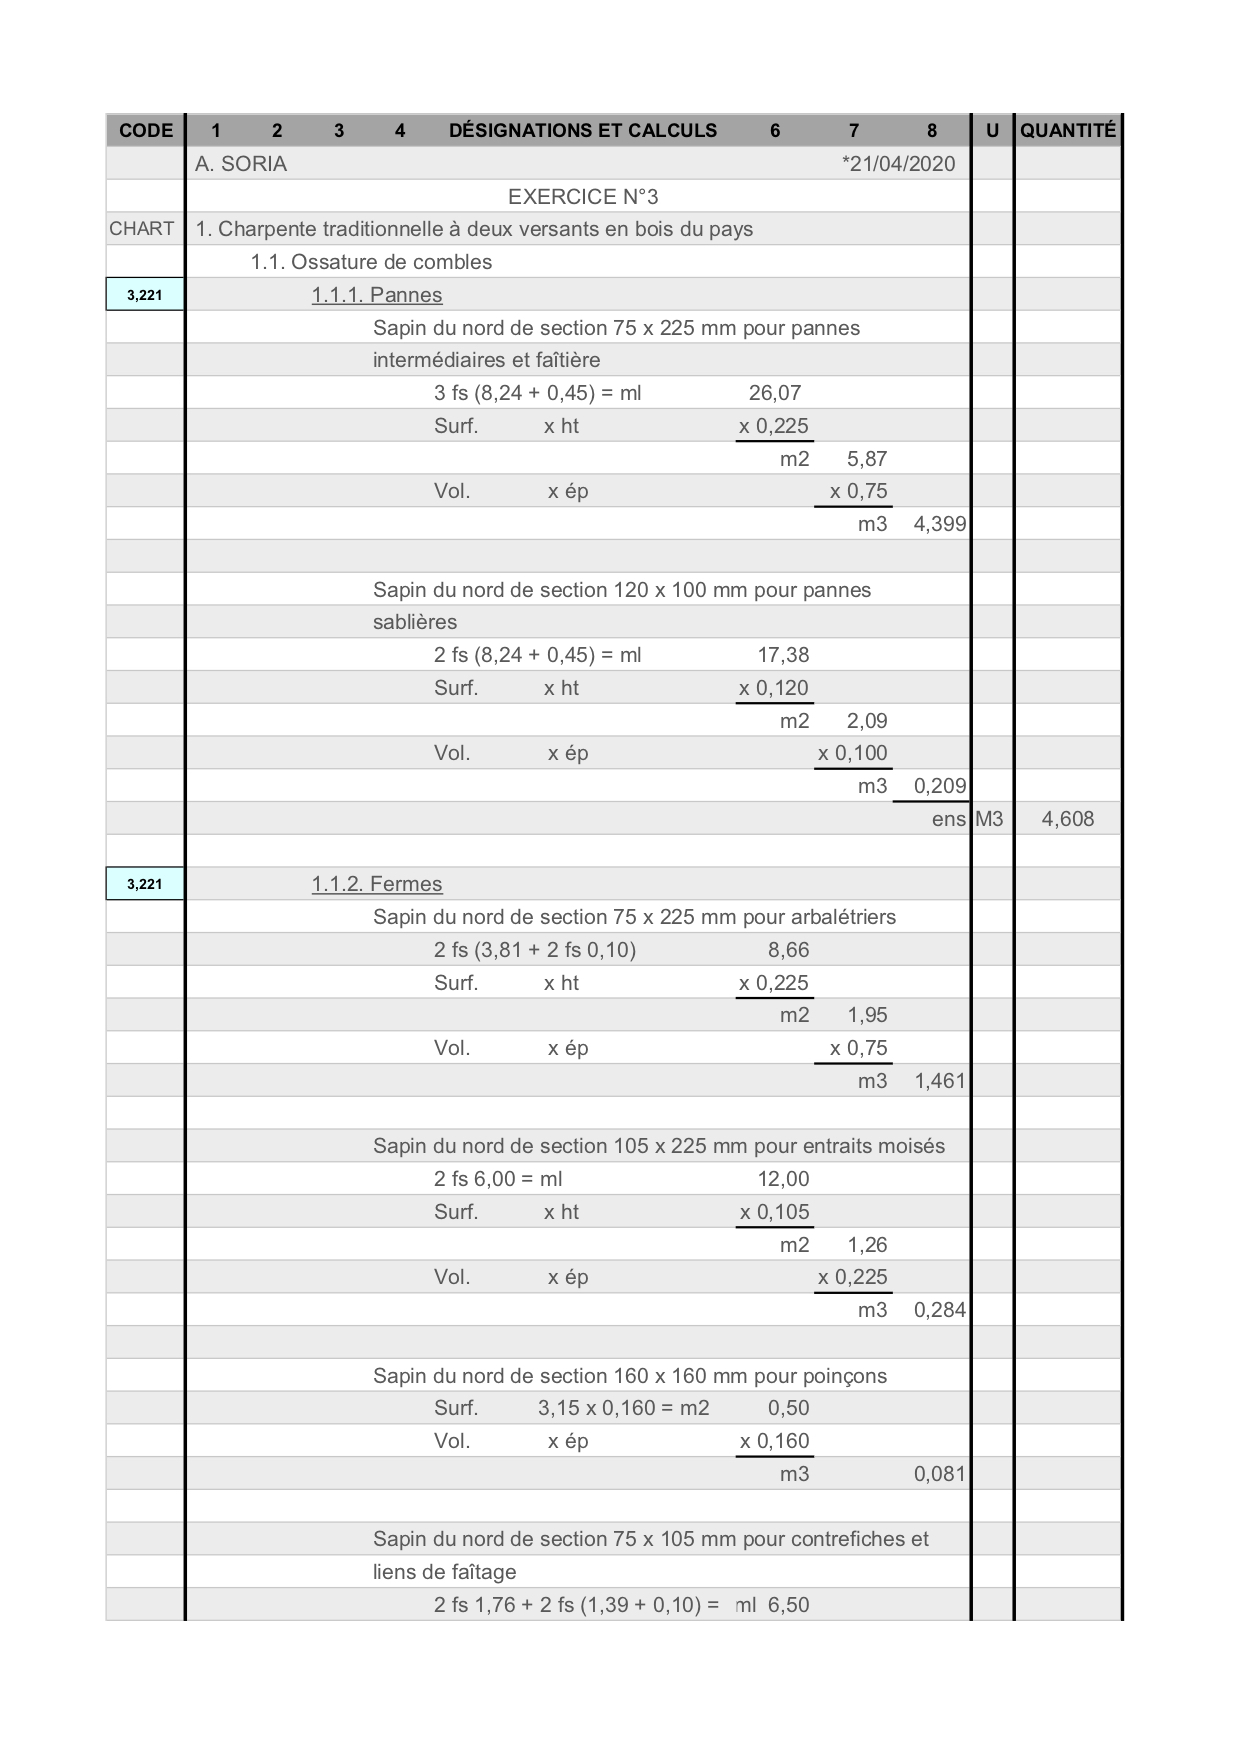 CODE 1 2 3 4 DÉSIGNATIONS ET CALCULS 6 7 8 U QUANTITÉ
A. SORIA *21/04/2020
EXERCICE N°3
CHART 1. Charpente traditionnelle à deux versants en bois du pays
1.1. Ossature de combles
3,221 1.1.1. Pannes
Sapin du nord de section 75 x 225 mm pour pannes
intermédiaires et faîtière
3 fs (8,24 + 0,45) = ml 26,07
Surf. x ht x 0,225
m2 5,87
Vol. x ép x 0,75
m3 4,399
Sapin du nord de section 120 x 100 mm pour pannes
sablières
2 fs (8,24 + 0,45) = ml 17,38
Surf. x ht x 0,120
m2 2,09
Vol. x ép x 0,100
m3 0,209
ens M3 4,608
3,221 1.1.2. Fermes
Sapin du nord de section 75 x 225 mm pour arbalétriers
2 fs (3,81 + 2 fs 0,10) 8,66
Surf. x ht x 0,225
m2 1,95
Vol. x ép x 0,75
m3 1,461
Sapin du nord de section 105 x 225 mm pour entraits moisés
2 fs 6,00 = ml 12,00
Surf. x ht x 0,105
m2 1,26
Vol. x ép x 0,225
m3 0,284
Sapin du nord de section 160 x 160 mm pour poinçons
Surf. 3,15 x 0,160 = m2 0,50
Vol. x ép x 0,160
m3 0,081
Sapin du nord de section 75 x 105 mm pour contrefiches et
liens de faîtage
2 fs 1,76 + 2 fs (1,39 + 0,10) = ml 6,50